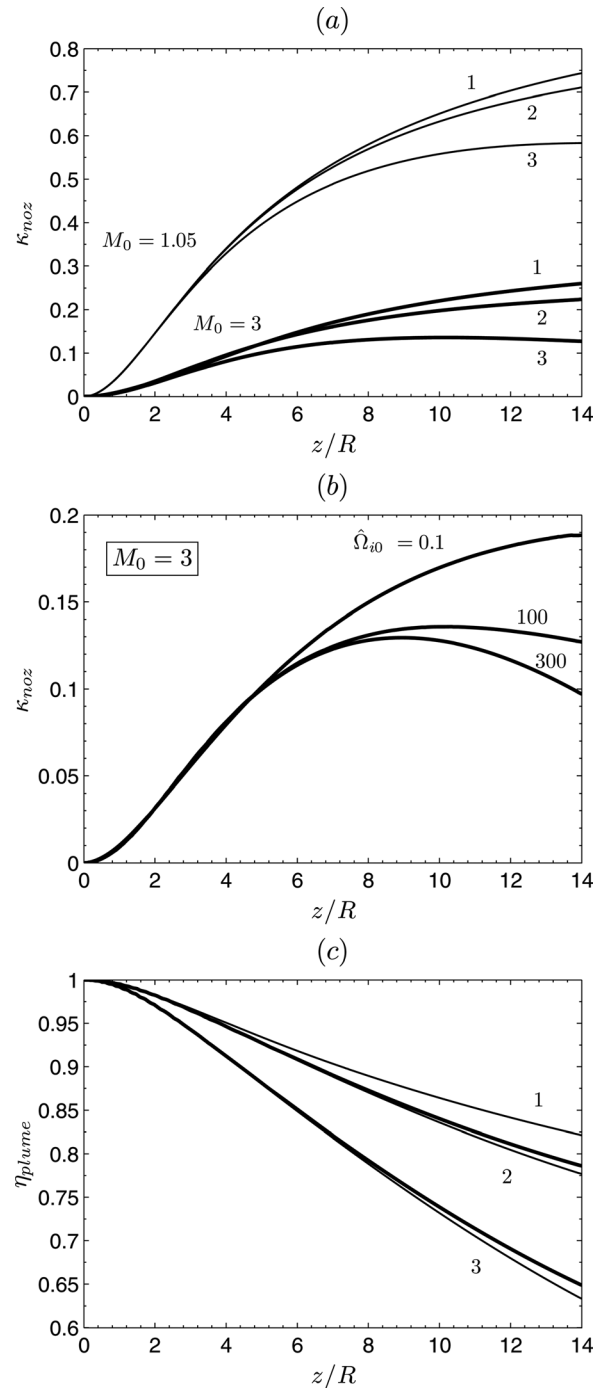 (a)
0.8
0.7
0.6
0.5
0.4
0.3
0.2
0.1
0
κnoz
M0 = 1.05
M0 = 3
1
2
3
1
2
3
0 2 4 6 8 10 12 14
z/R
(b)
0.2
0.15
0.1
0.05
0
κnoz
M0 = 3
Ω̂i0 = 0.1
100
300
0 2 4 6 8 10 12 14
z/R
(c)
1
0.95
0.9
0.85
0.8
0.75
0.7
0.65
0.6
ηplume
1
2
3
0 2 4 6 8 10 12 14
z/R